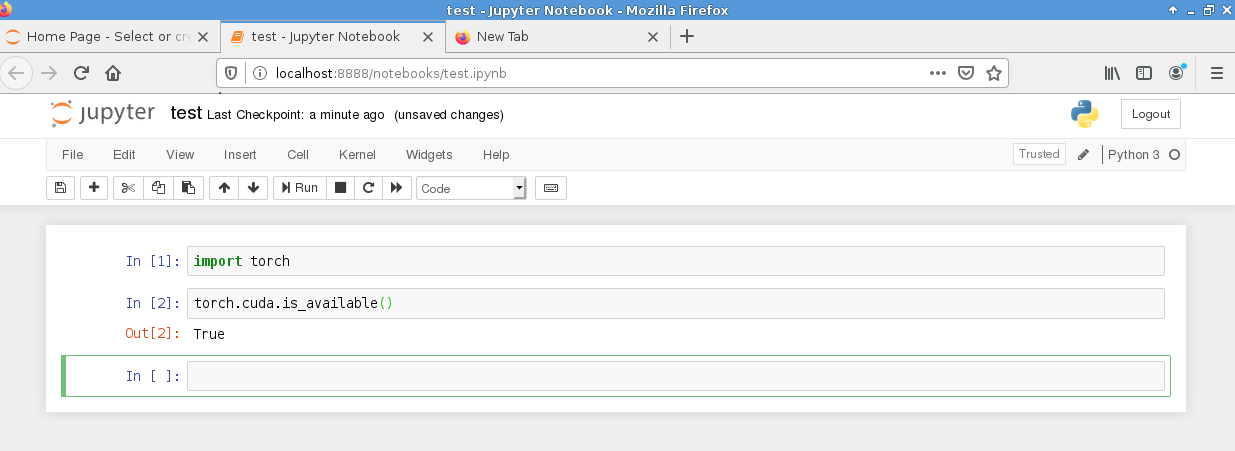 test - Jupyter Notebook - Mozilla Firefox
Home Page - Select or cre
test - Jupyter Notebook
New Tab
localhost:8888/notebooks/test.ipynb
jupyter test Last Checkpoint: a minute ago (unsaved changes)
Logout
File Edit View Insert Cell Kernel Widgets Help
Trusted
Python 3
Run
Code
In [1]: import torch
In [2]: torch.cuda.is_available()
Out[2]: True
In [ ]: